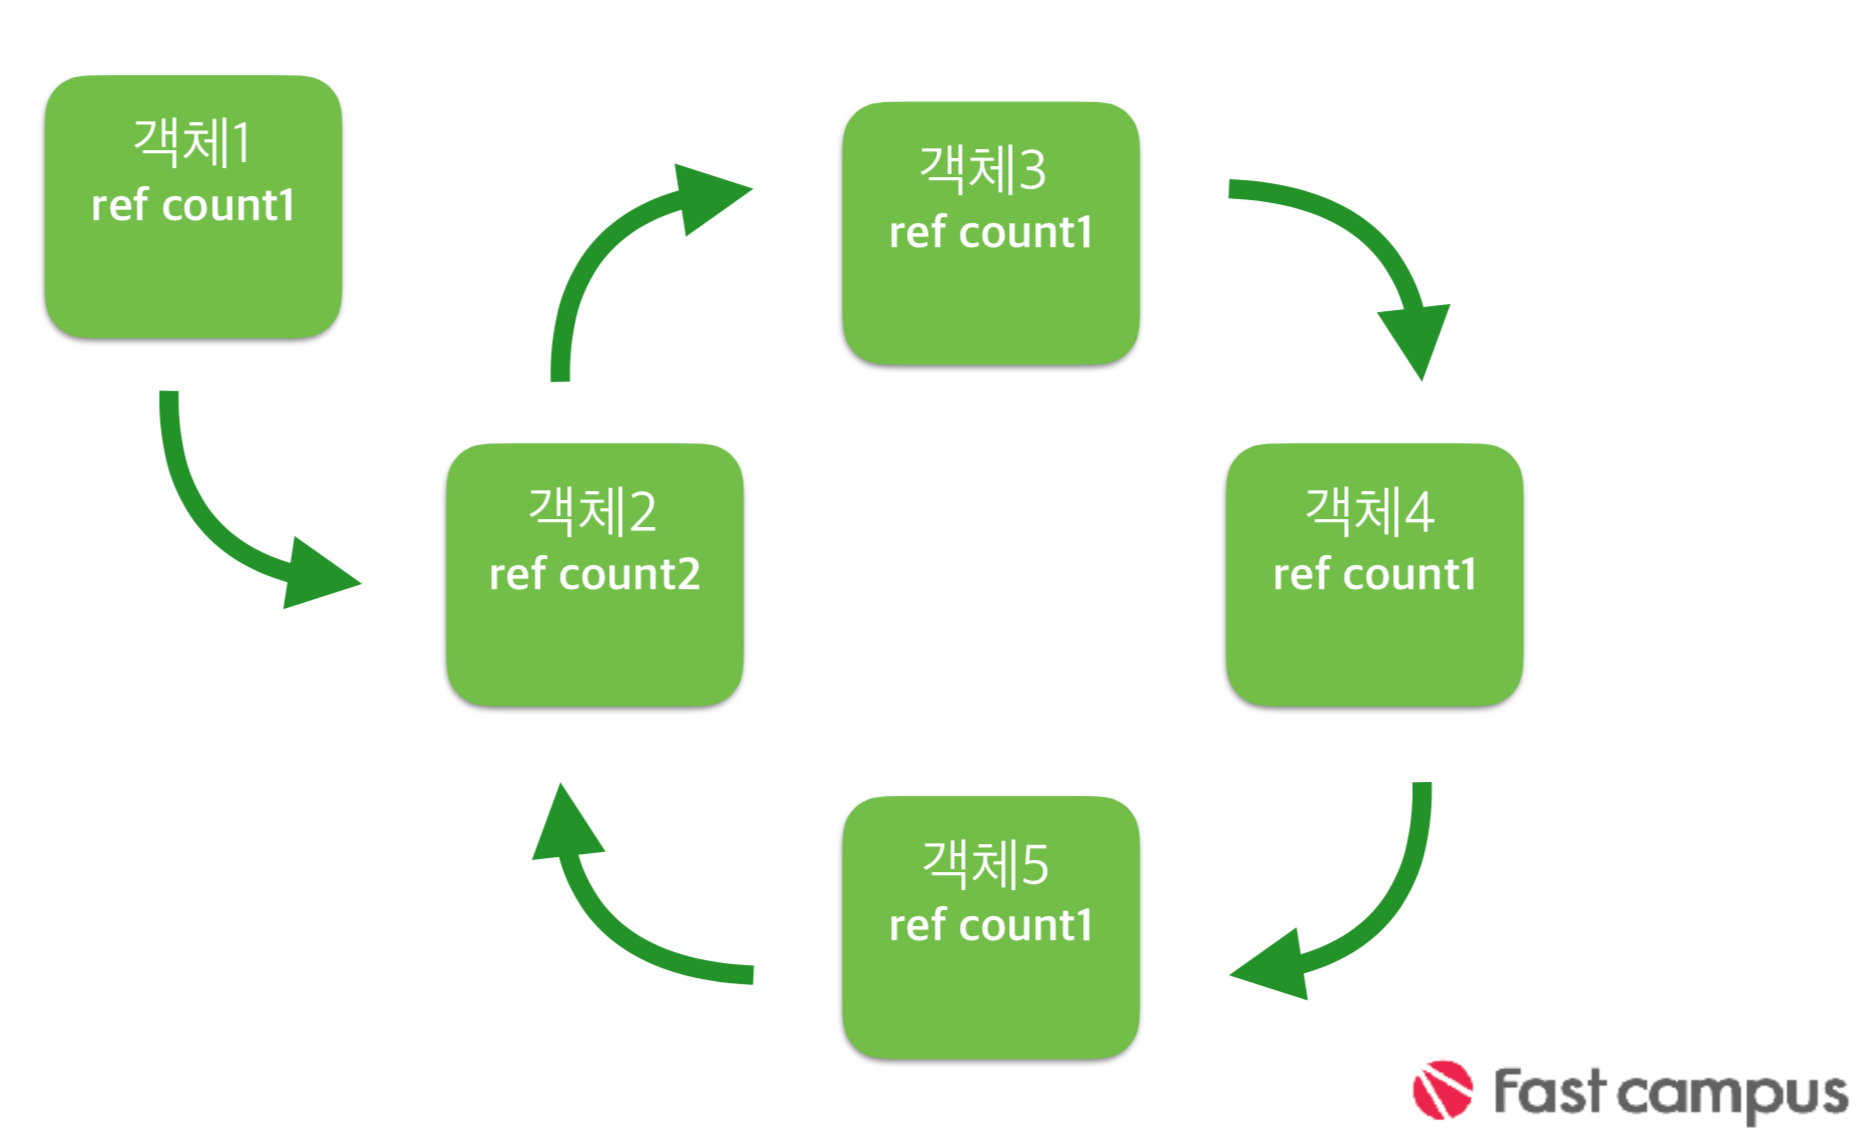 객체1
ref count1
객체3
ref count1
객체2
ref count2
객체4
ref count1
객체5
ref count1
Fast campus